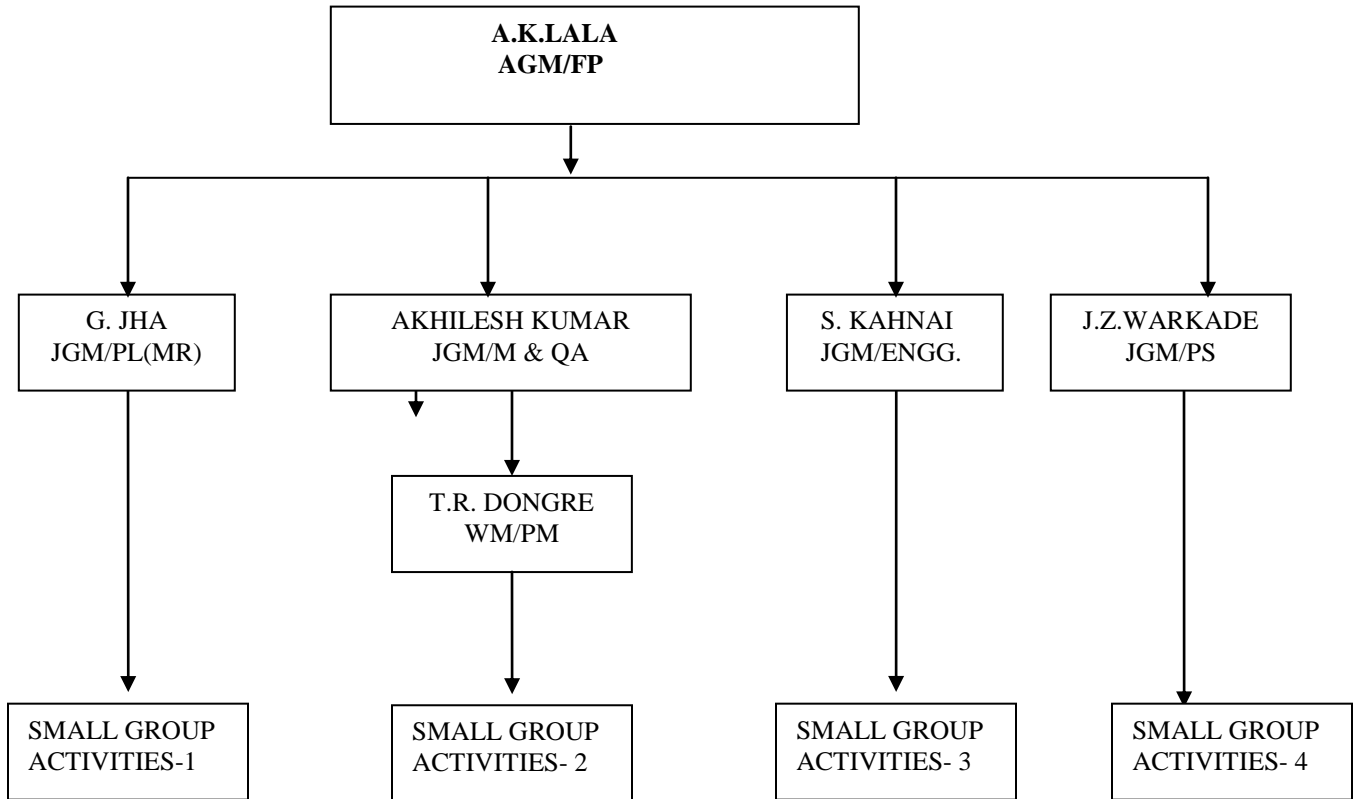 A.K.LALA
AGM/FP
G. JHA
JGM/PL(MR)
AKHILESH KUMAR
JGM/M & QA
S. KAHNAI
JGM/ENGG.
J.Z.WARKADE
JGM/PS
T.R. DONGRE
WM/PM
SMALL GROUP
ACTIVITIES-1
SMALL GROUP
ACTIVITIES- 2
SMALL GROUP
ACTIVITIES- 3
SMALL GROUP
ACTIVITIES- 4